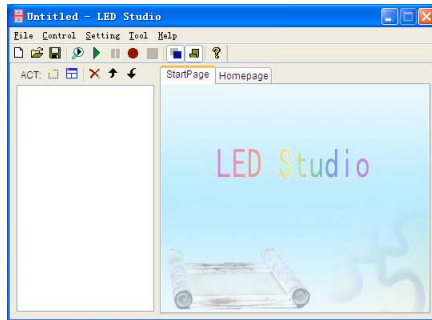 Untitled - LED Studio
File Control Setting Tool Help
ACT:
StartPage Homepage
LED Studio